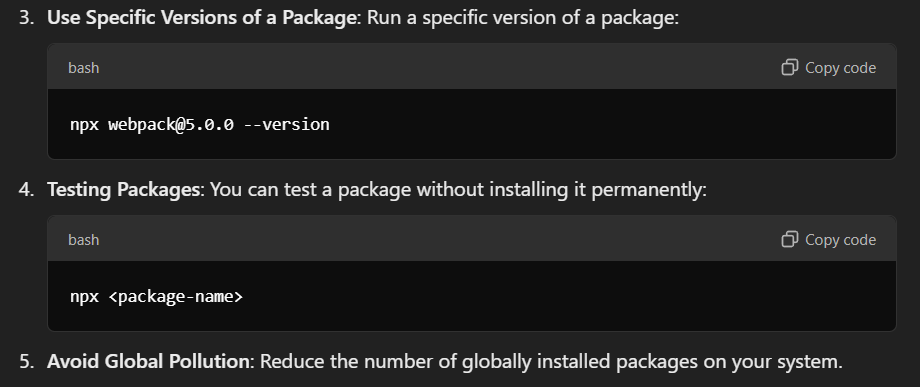 3. Use Specific Versions of a Package: Run a specific version of a package:
bash Copy code
npx webpack@5.0.0 --version
4. Testing Packages: You can test a package without installing it permanently:
bash Copy code
npx <package-name>
5. Avoid Global Pollution: Reduce the number of globally installed packages on your system.